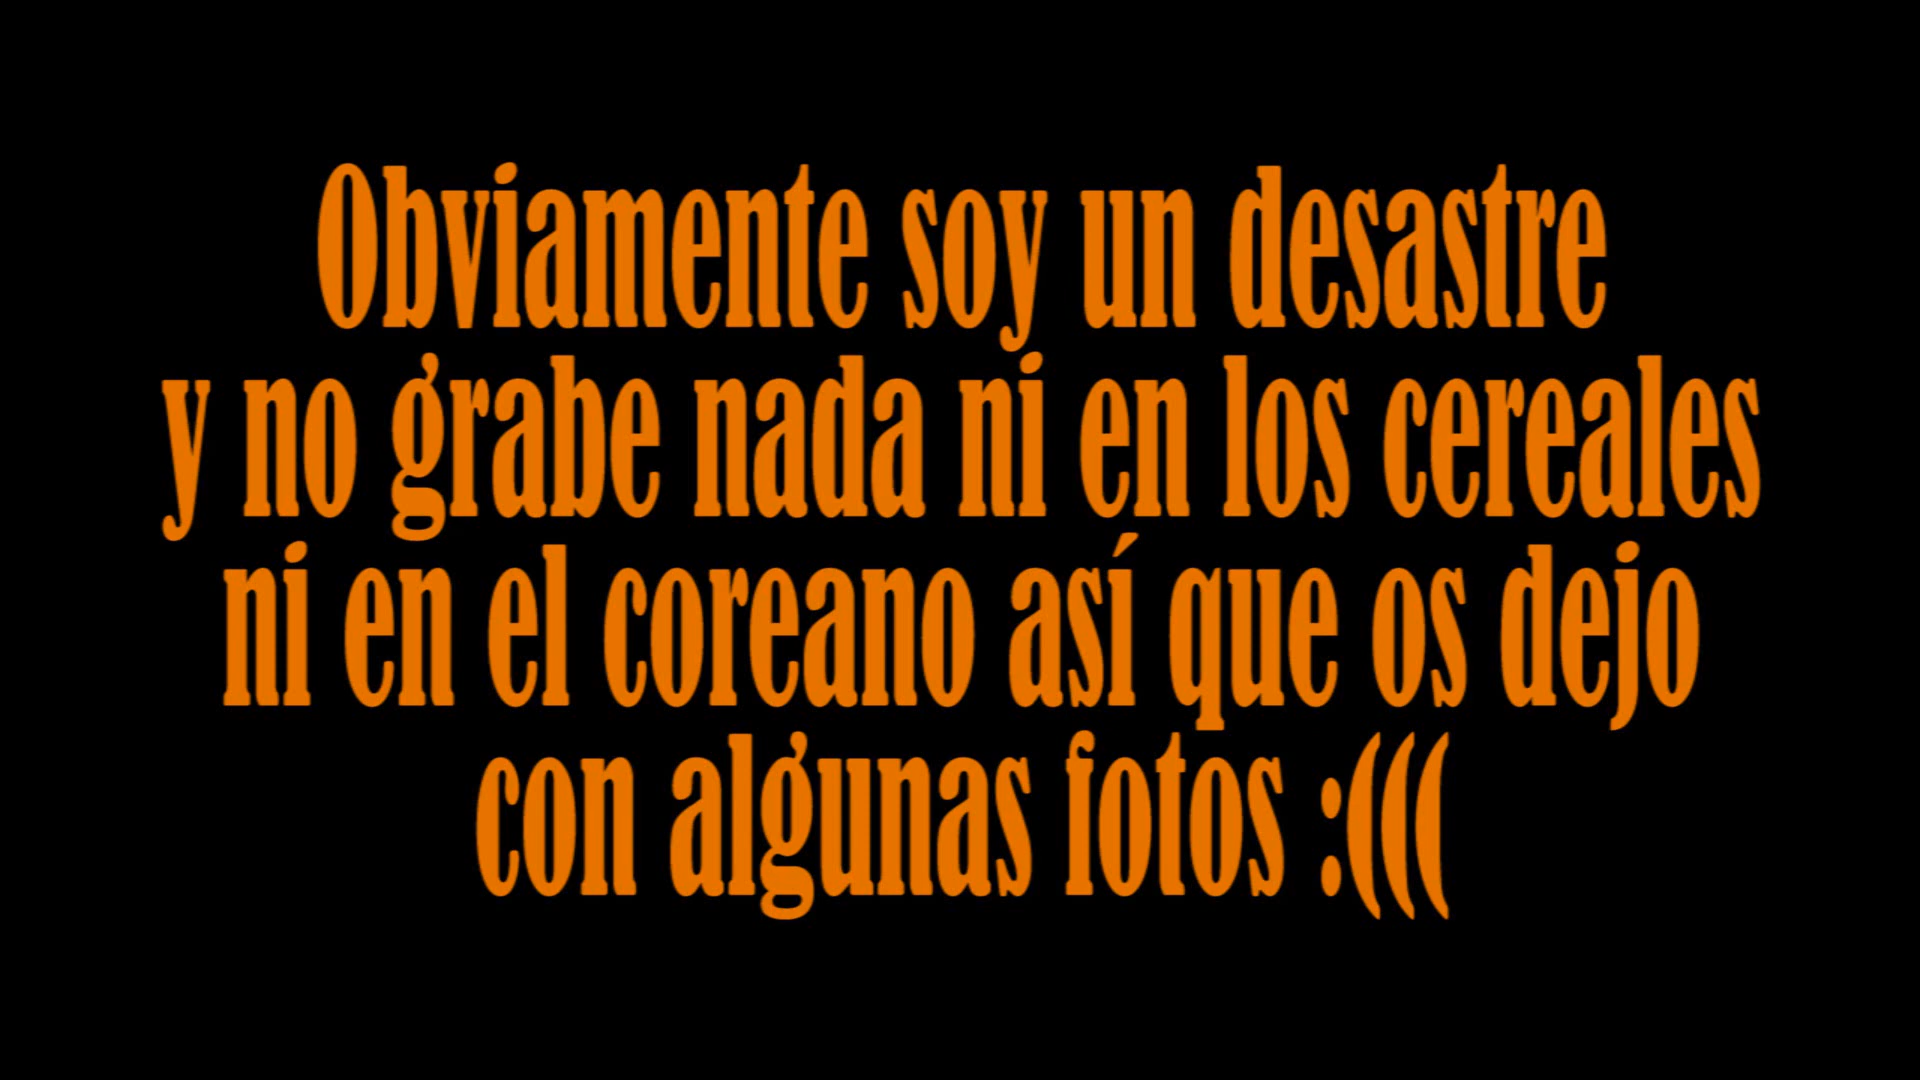 Obviamente soy un desastre
y no grabe nada ni en los cereales
ni en el coreano así que os dejo
con algunas fotos :(((